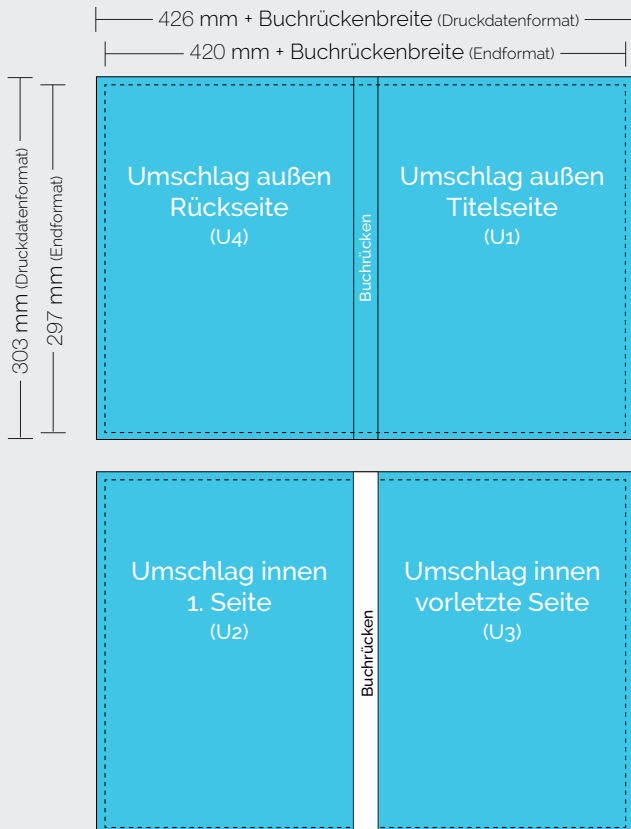 426 mm + Buchrückenbreite (Druckdatenformat)
420 mm + Buchrückenbreite (Endformat)
303 mm (Druckdatenformat)
297 mm (Endformat)
Umschlag außen
Rückseite
(U4)
Buchrücken
Umschlag außen
Titelseite
(U1)
Umschlag innen
1. Seite
(U2)
Buchrücken
Umschlag innen
vorletzte Seite
(U3)